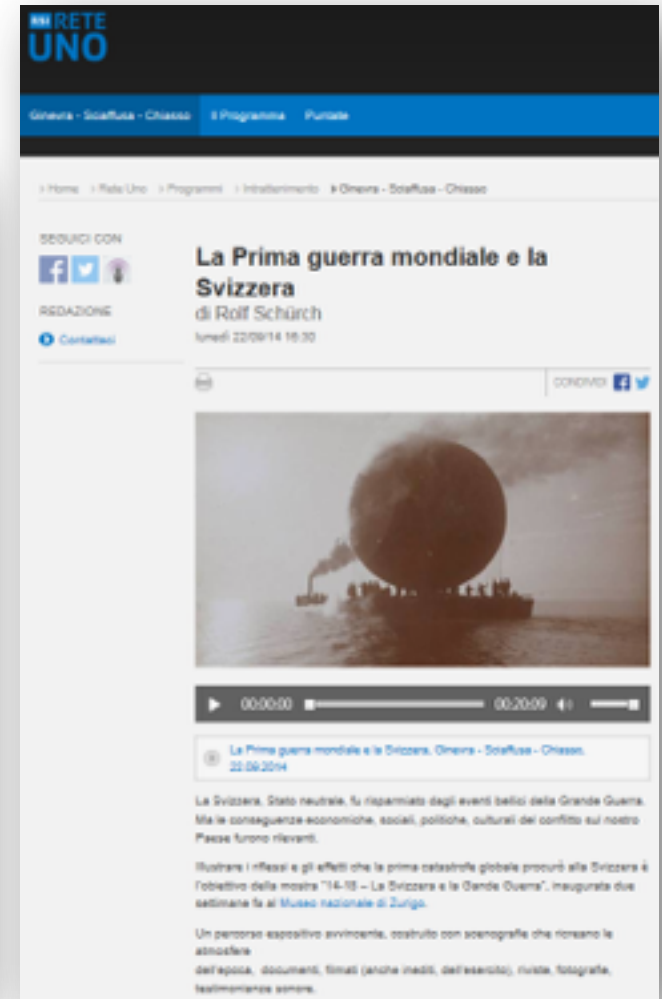 RSI RETE
UNO
Ginevra - Sciaffusa - Chiasso Il Programma Puntate
Home Rete Uno Programmi Intrattenimento Ginevra - Sciaffusa - Chiasso
SEGUICI CON
REDAZIONE
Contattaci
La Prima guerra mondiale e la
Svizzera
di Rolf Schürch
lunedì 22/09/14 16:30
CONDIVIDI
00:00:00 00:20:09
La Prima guerra mondiale e la Svizzera, Ginevra - Sciaffusa - Chiasso,
22.09.2014
La Svizzera, Stato neutrale, fu risparmiato dagli eventi bellici della Grande Guerra.
Ma le conseguenze economiche, sociali, politiche, culturali del conflitto sul nostro
Paese furono rilevanti.
Illustrare i riflessi e gli effetti che la prima catastrofe globale procurò alla Svizzera è
l'obiettivo della mostra "14-18 – La Svizzera e la Gande Guerra", inaugurata due
settimane fa al Museo nazionale di Zurigo.
Un percorso espositivo avvincente, costruito con scenografie che ricreano le
atmosfere
dell'epoca, documenti, filmati (anche inediti, dell'esercito), riviste, fotografie,
testimonianze sonore.